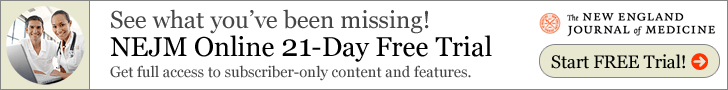 See what you've been missing!
NEJM Online 21-Day Free Trial
Get full access to subscriber-only content and features.
The NEW ENGLAND
JOURNAL of MEDICINE
Start FREE Trial!